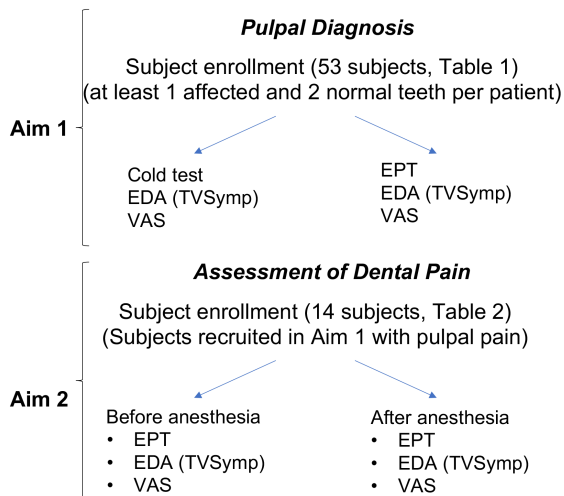 Pulpal Diagnosis
Subject enrollment (53 subjects, Table 1)
(at least 1 affected and 2 normal teeth per patient)
Aim 1
Cold test
EDA (TVSymp)
VAS
EPT
EDA (TVSymp)
VAS
Assessment of Dental Pain
Subject enrollment (14 subjects, Table 2)
(Subjects recruited in Aim 1 with pulpal pain)
Aim 2
Before anesthesia
• EPT
• EDA (TVSymp)
• VAS
After anesthesia
• EPT
• EDA (TVSymp)
• VAS